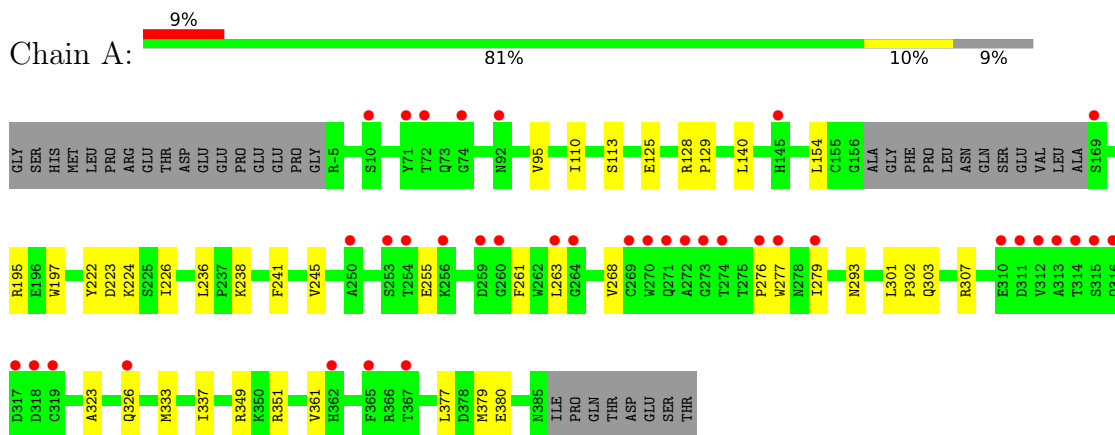 9%
Chain A:
81% 10% 9%
GLY SER HIS MET LEU PRO ARG GLU THR ASP GLU GLU PRO GLU GLU PRO GLY R-5 S10 Y71 T72 Q73 G74 N92 V95 I110 S113 E125 R128 P129 L140 H145 L154 C155 G156 ALA GLY PHE PRO LEU ASN GLN SER GLU VAL LEU ALA S169
R195 E196 W197 Y222 D223 K224 S225 I226 L236 P237 K238 F241 V245 A250 S253 T254 E255 K256 D259 G260 F261 W262 L263 G264 V268 C269 W270 Q271 A272 G273 T274 T275 P276 W277 N278 I279 N293 L301 P302 Q303 R307 E310 D311 V312 A313 T314 S315 Q316
D317 D318 C319 A323 Q326 M333 I337 R349 K350 R351 V361 H362 F365 R366 T367 L377 D378 M379 E380 N385 ILE PRO GLN THR ASP GLU SER THR